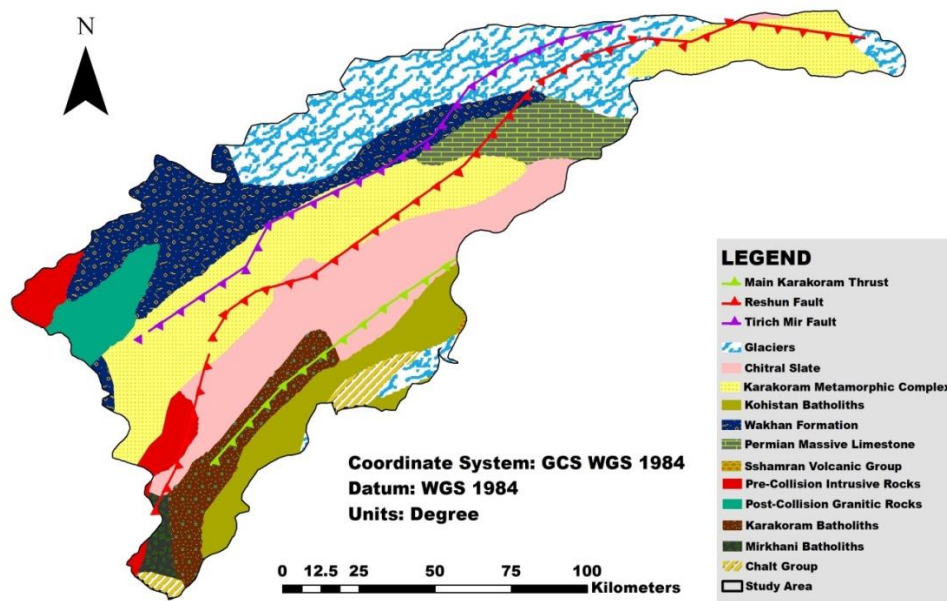 N
LEGEND
Main Karakoram Thrust
Reshun Fault
Tirich Mir Fault
Glaciers
Chitral Slate
Karakoram Metamorphic Complex
Kohistan Batholiths
Wakhan Formation
Permian Massive Limestone
Sshamran Volcanic Group
Pre-Collision Intrusive Rocks
Post-Collision Granitic Rocks
Karakoram Batholiths
Mirkhani Batholiths
Chalt Group
Study Area
Coordinate System: GCS WGS 1984
Datum: WGS 1984
Units: Degree
0 12.5 25 50 75 100
Kilometers